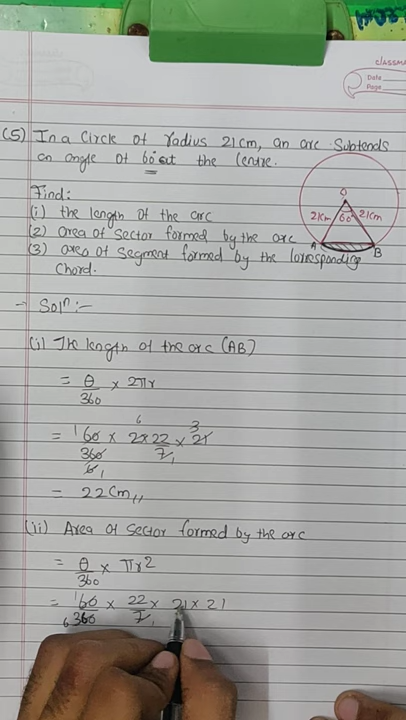 classm
Date
Page
(5) In a Circle of radius 21cm, an arc Subtends
an angle of 60° at the Centre.
Find:
(i) the length of the arc
(2) area of sector formed by the arc
(3) area of segment formed by the Corresponding
Chord.
O
21cm 60° 21cm
A B
→ Solⁿ:-
(i) The length of the arc (AB)
= θ/360 × 2πr
= 60/360 × 2×22/7 × 21
= 22cm,,
(ii) Area of Sector formed by the arc
= θ/360 × πr2
= 60/360 × 22/7 × 21 × 21